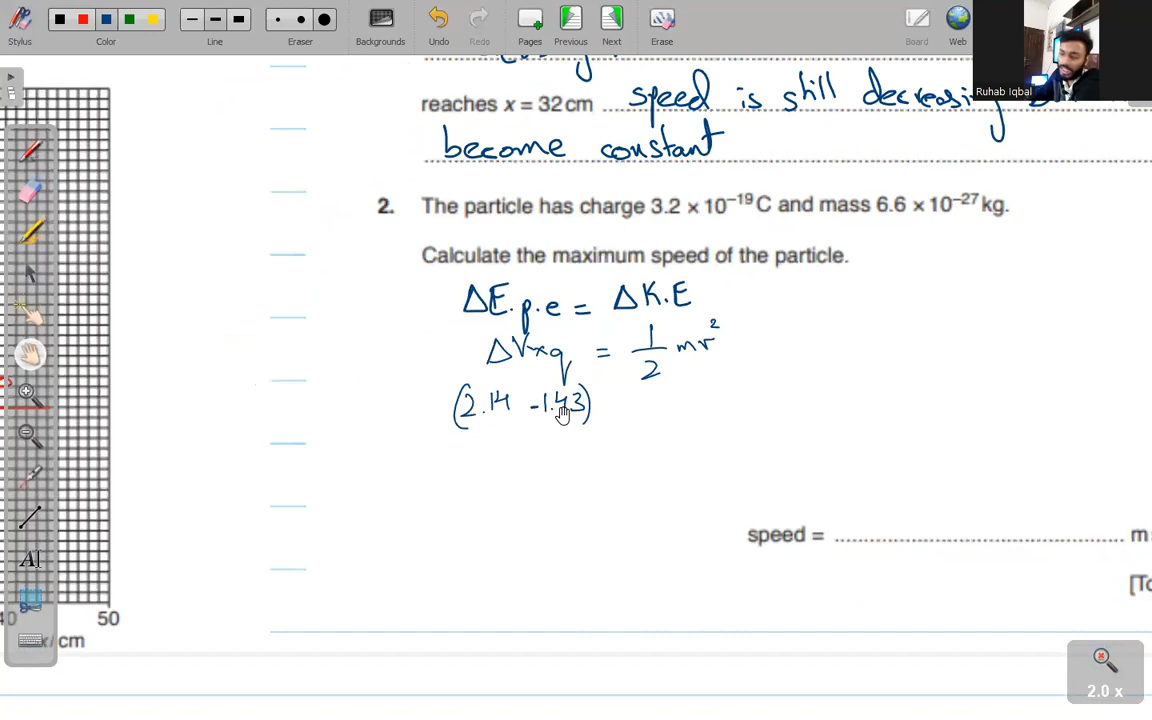 Stylus
Color
Line
Eraser
Backgrounds
Undo
Redo
Pages
Previous
Next
Erase
Board
Web
Ruhab Iqbal
reaches x = 32 cm speed is still decreasi
become constant
2. The particle has charge 3.2 × 10⁻¹⁹ C and mass 6.6 × 10⁻²⁷ kg.
Calculate the maximum speed of the particle.
ΔE.p.e = ΔK.E
ΔV×q = 1/2 mv²
(2.14 - 1.43)
speed = m
[To
50
x/ cm
2.0 x